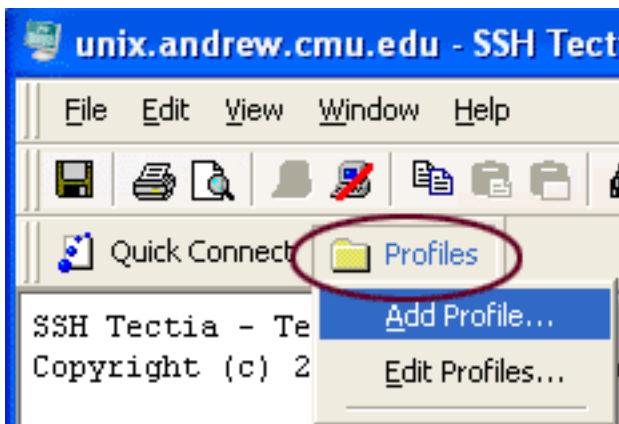 unix.andrew.cmu.edu - SSH Tect
File Edit View Window Help
Quick Connect Profiles
Add Profile...
SSH Tectia - Te
Edit Profiles...
Copyright (c) 2